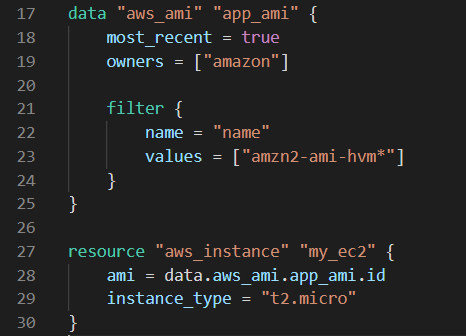 17 data "aws_ami" "app_ami" {
18     most_recent = true
19     owners = ["amazon"]
20
21     filter {
22         name = "name"
23         values = ["amzn2-ami-hvm*"]
24     }
25 }
26
27 resource "aws_instance" "my_ec2" {
28     ami = data.aws_ami.app_ami.id
29     instance_type = "t2.micro"
30 }